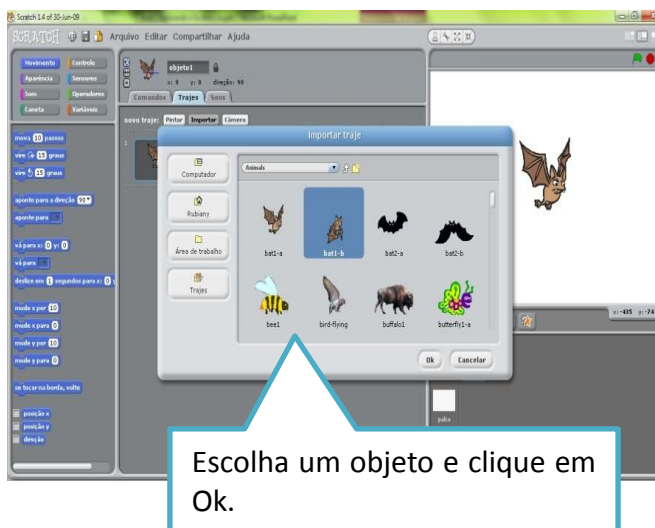 Scratch 1.4 of 30-Jun-09
SCRATCH Arquivo Editar Compartilhar Ajuda
Movimento Controle
Aparência Sensores
Som Operadores
Caneta Variáveis
objeto1
x: 0 y: 0 direção: 90
Comandos Trajes Sons
novo traje: Pintar Importar Câmera
1
mova 10 passos
vire 15 graus
vire 15 graus
aponte para a direção 90
aponte para
vá para x: 0 y: 0
vá para
deslize em 1 segundos para x: 0 y
mude x por 10
mude x para 0
mude y por 10
mude y para 0
se tocar na borda, volte
posição x
posição y
direção
Importar traje
Computador
Rubiany
Área de trabalho
Trajes
Animals
bat1-a bat1-b bat2-a bat2-b
bee1 bird-flying buffalo1 butterfly1-a
Ok Cancelar
x: -435 y: -74
palco
Escolha um objeto e clique em
Ok.